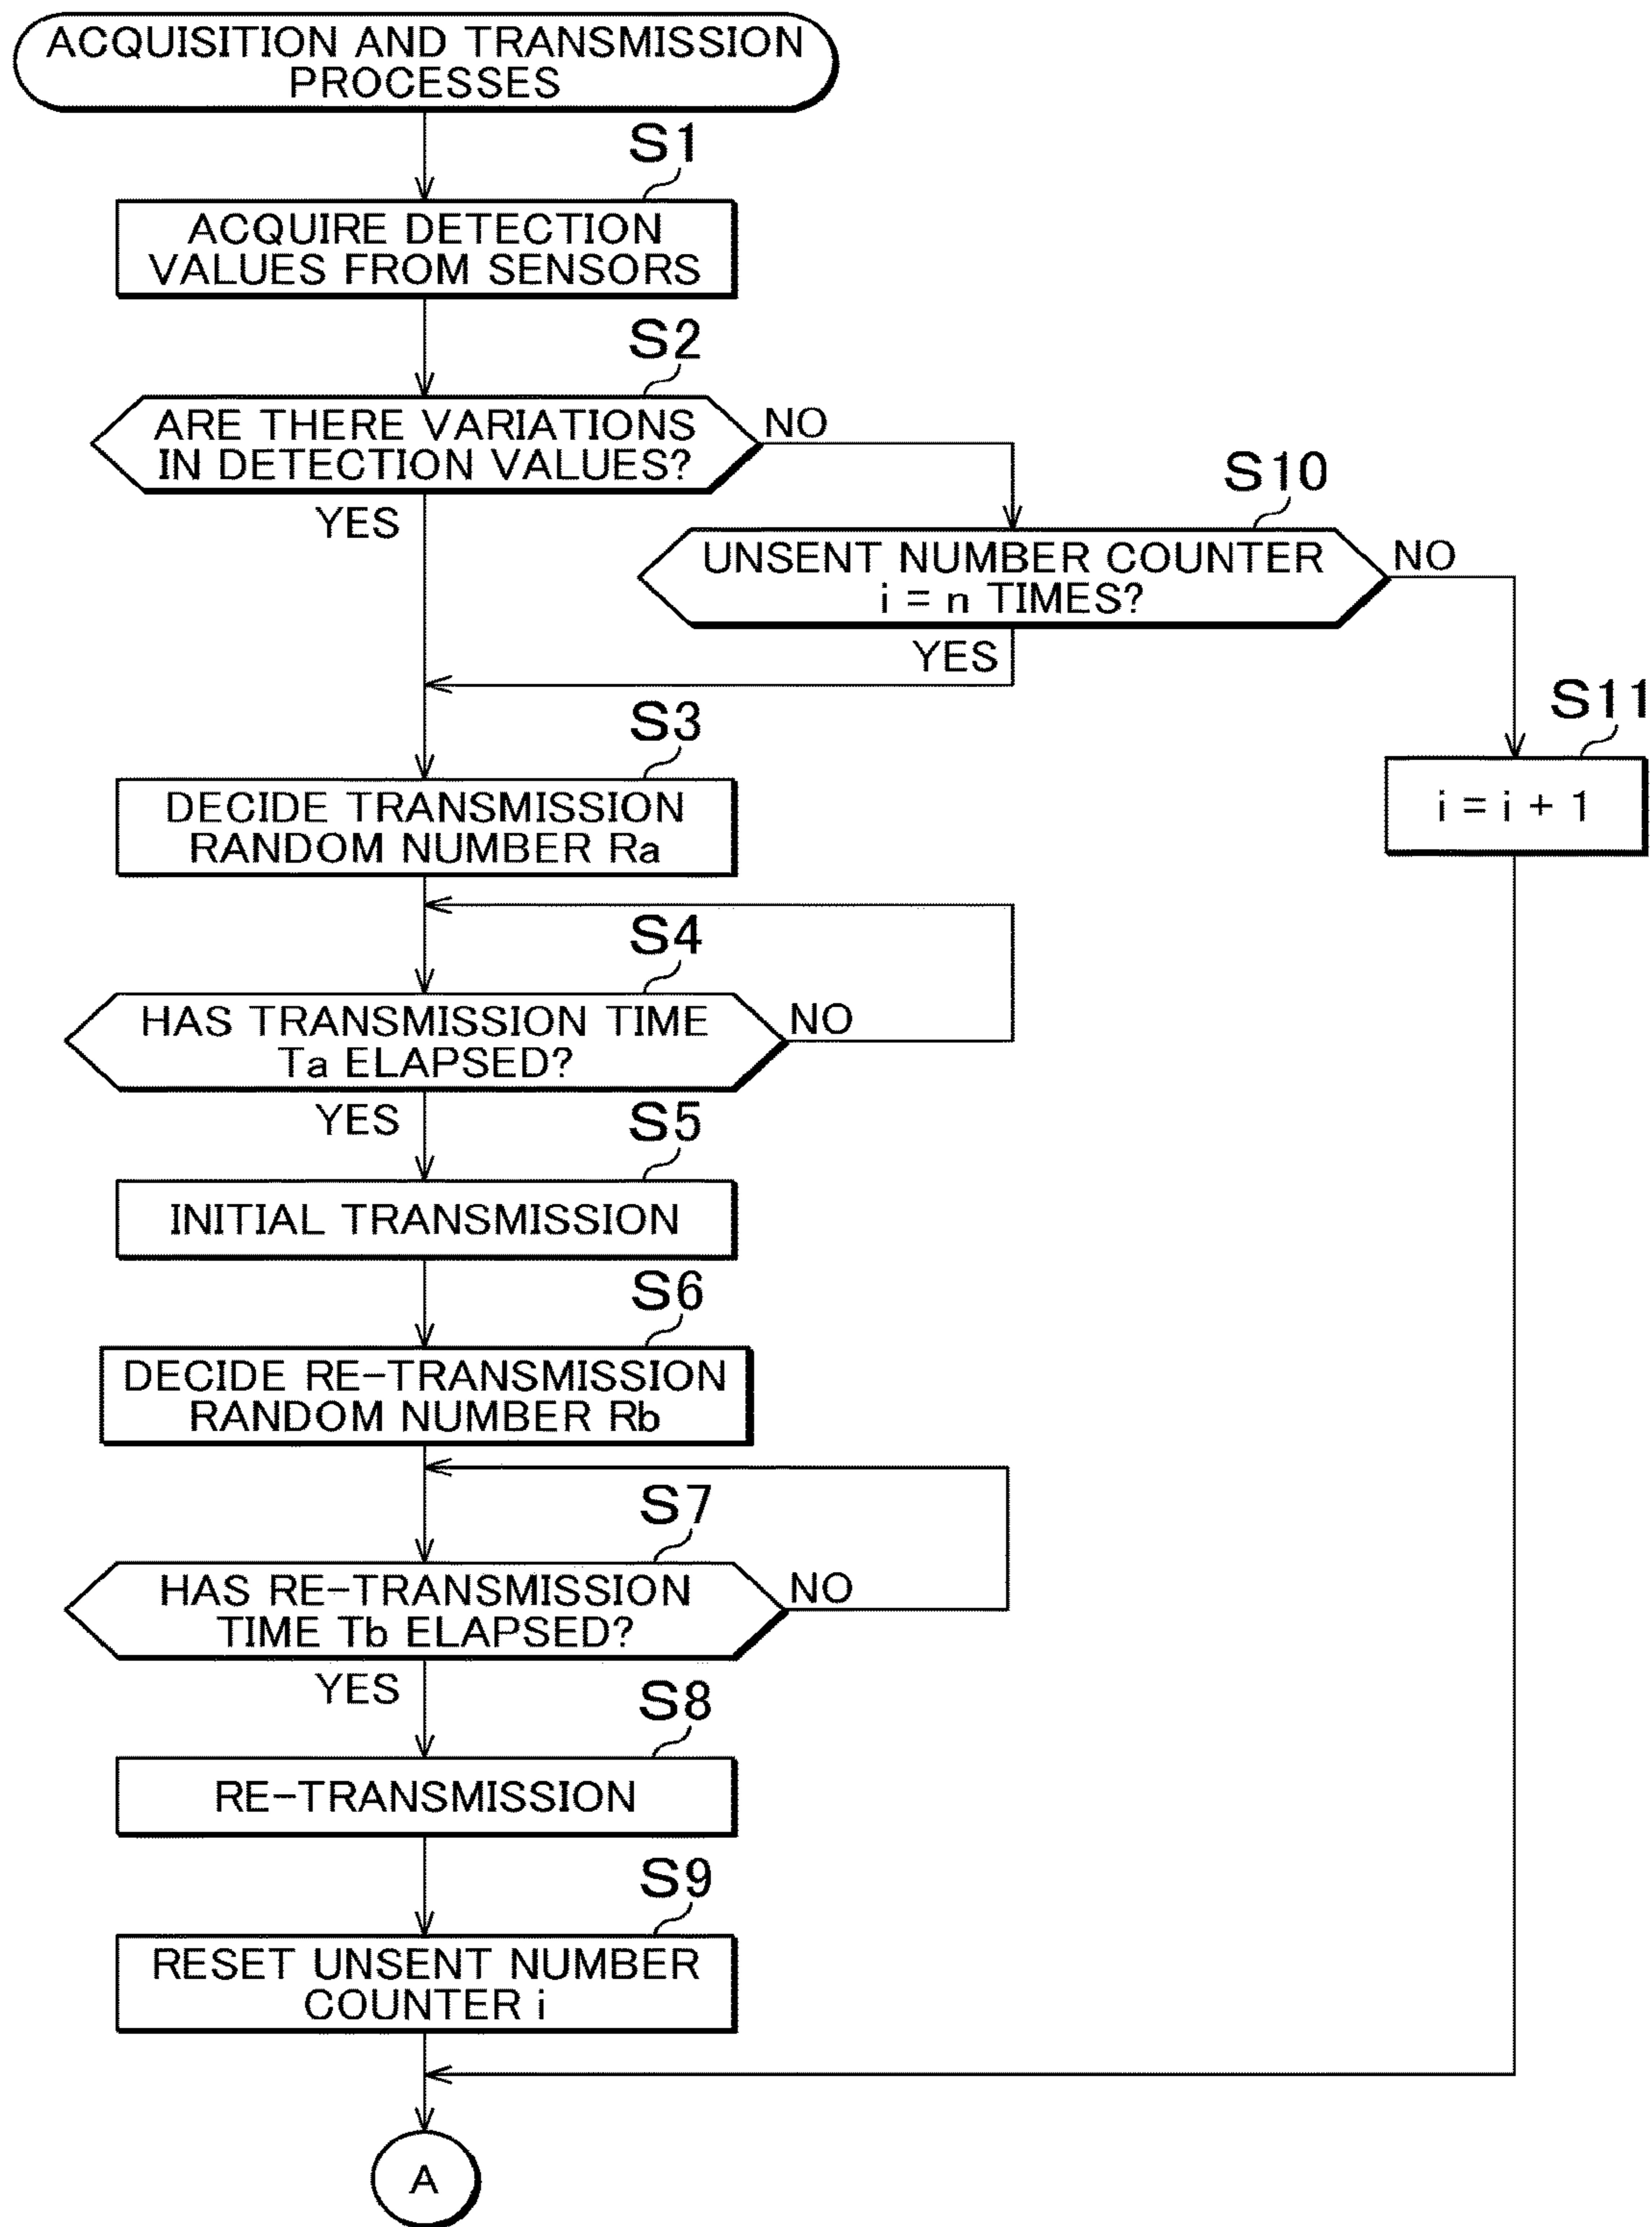 ACQUISITION AND TRANSMISSION
PROCESSES
S1
ACQUIRE DETECTION
VALUES FROM SENSORS
S2
ARE THERE VARIATIONS
IN DETECTION VALUES?
NO
YES
S10
UNSENT NUMBER COUNTER
i = n TIMES?
NO
YES
S11
i = i + 1
S3
DECIDE TRANSMISSION
RANDOM NUMBER Ra
S4
HAS TRANSMISSION TIME
Ta ELAPSED?
NO
YES
S5
INITIAL TRANSMISSION
S6
DECIDE RE-TRANSMISSION
RANDOM NUMBER Rb
S7
HAS RE-TRANSMISSION
TIME Tb ELAPSED?
NO
YES
S8
RE-TRANSMISSION
S9
RESET UNSENT NUMBER
COUNTER i
A